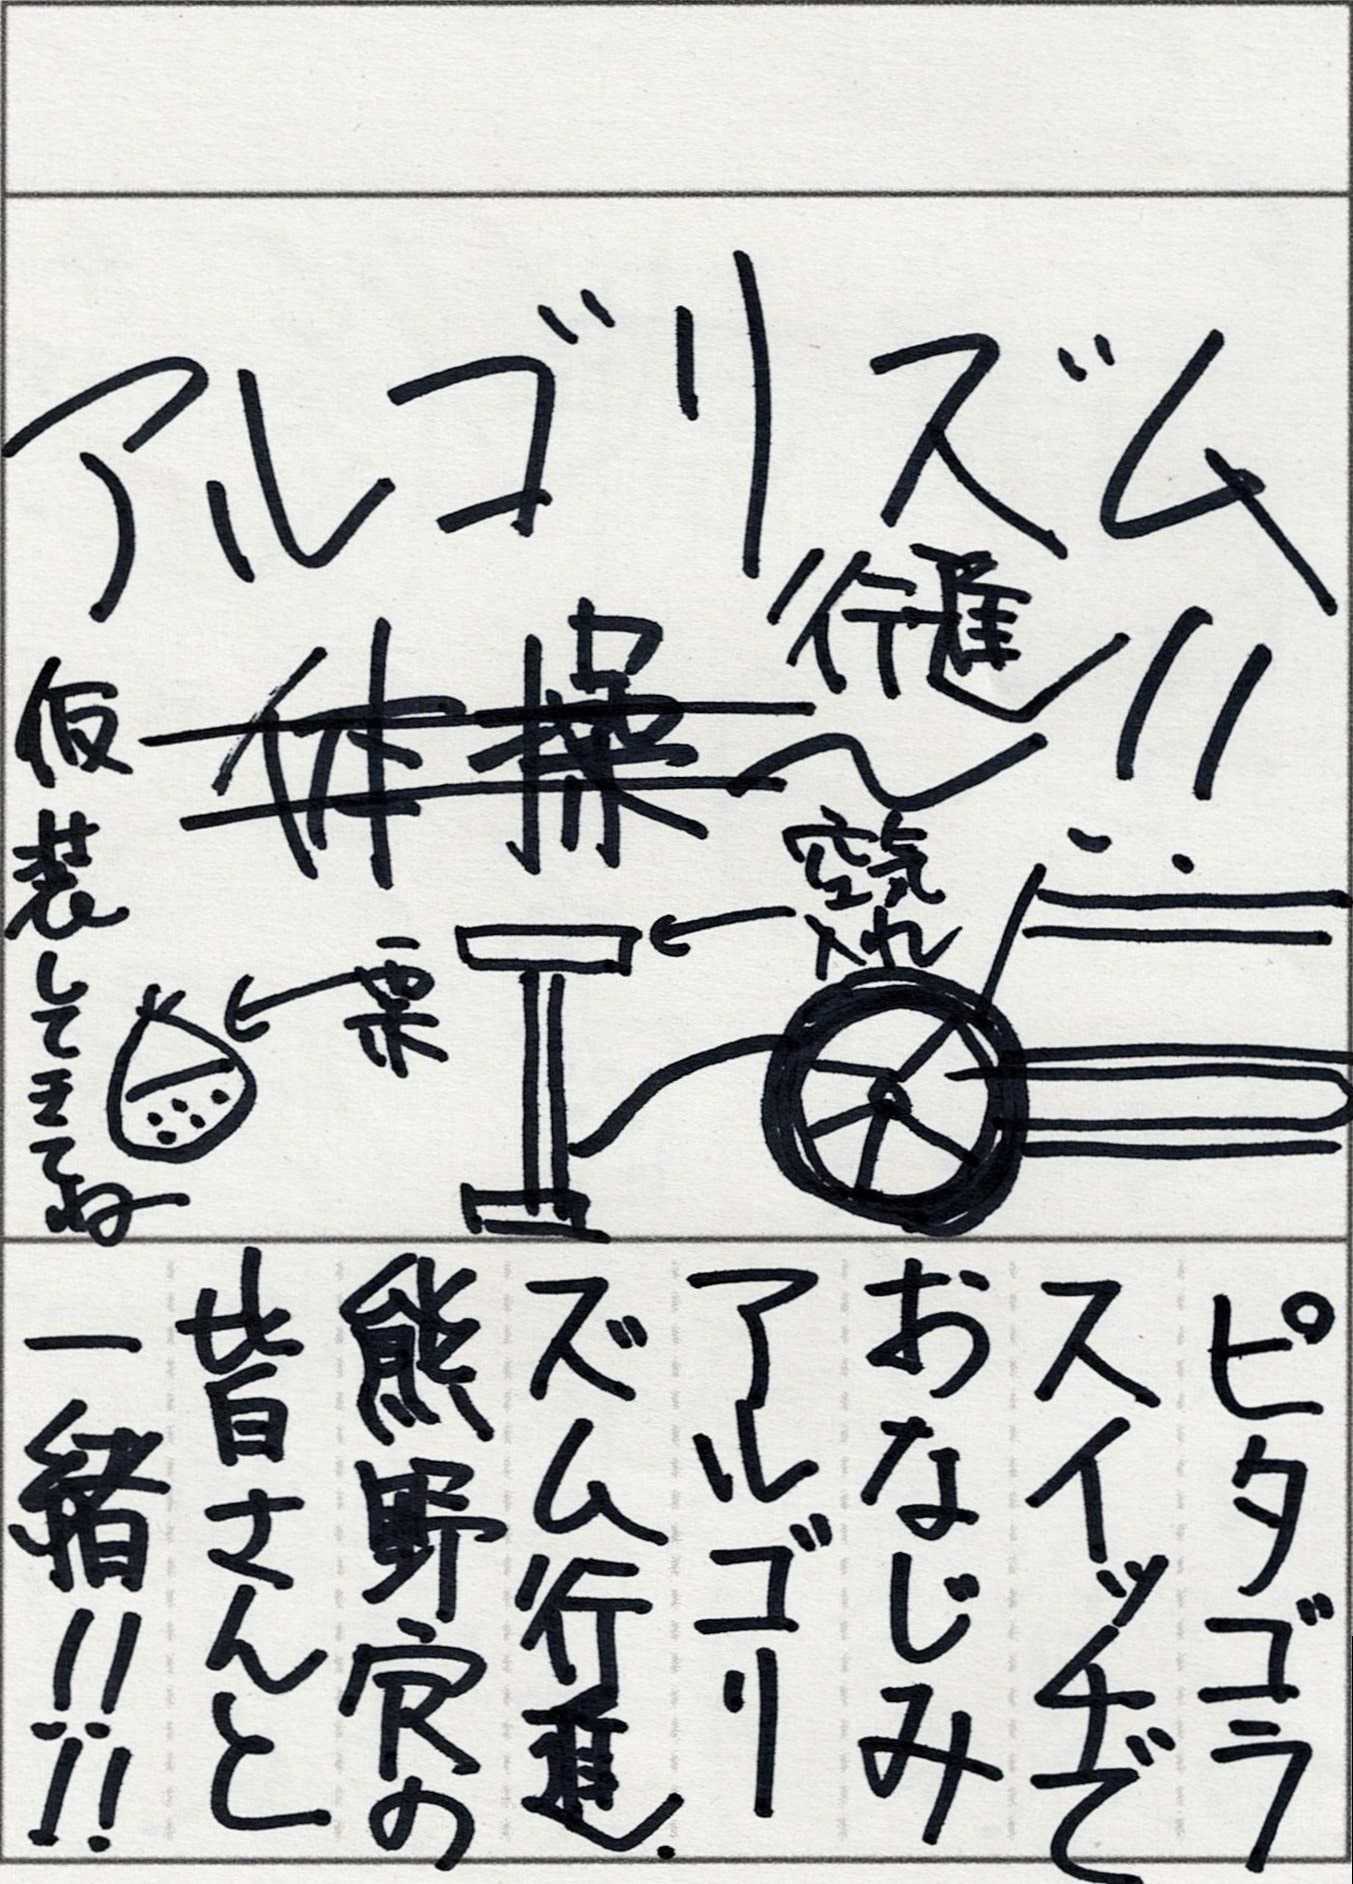 アルゴリズム
体操
行進〜!!
空気
入れ
栗
仮装してきてね
ピタゴラ
スイッチで
おなじみ
アルゴリ
ズム行進.
熊野寮の
皆さんと
一緒!!!!